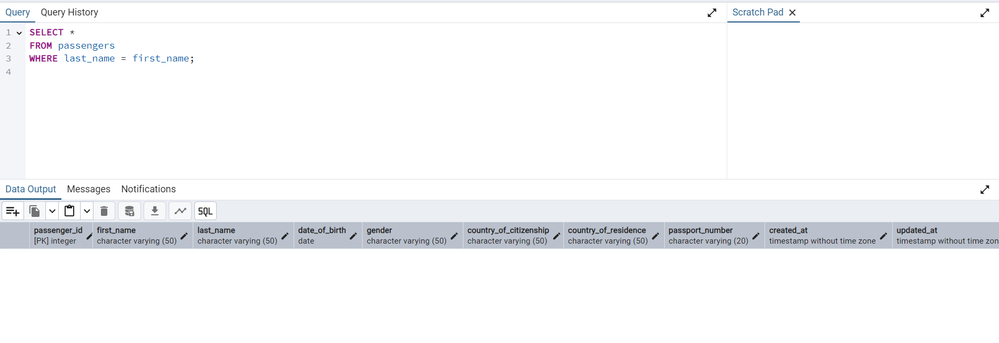 Query Query History Scratch Pad
1 SELECT *
2 FROM passengers
3 WHERE last_name = first_name;
4
Data Output Messages Notifications
SQL
passenger_id first_name last_name date_of_birth gender country_of_citizenship country_of_residence passport_number created_at updated_at
[PK] integer character varying (50) character varying (50) date character varying (50) character varying (50) character varying (50) character varying (20) timestamp without time zone timestamp without time zon